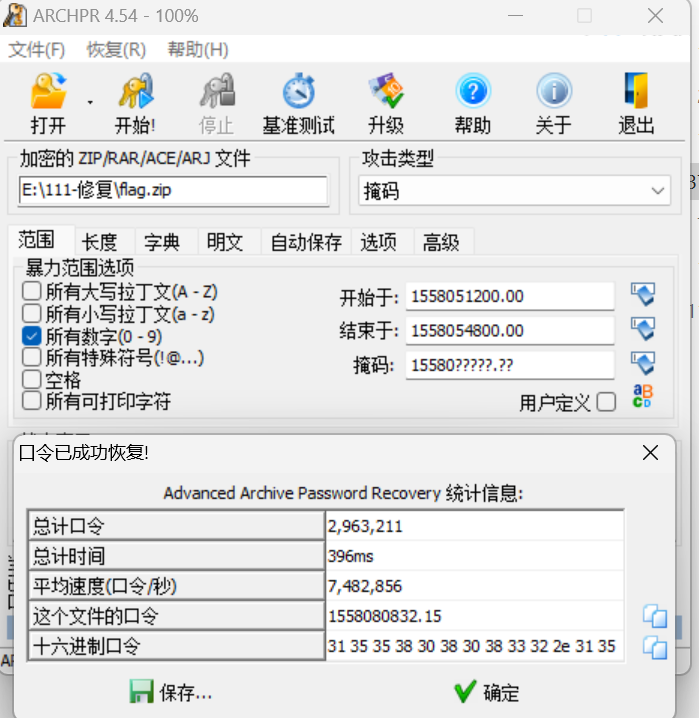 ARCHPR 4.54 - 100%
文件(F) 恢复(R) 帮助(H)
打开 开始! 停止 基准测试 升级 帮助 关于 退出
加密的 ZIP/RAR/ACE/ARJ 文件 攻击类型
E:\111-修复\flag.zip 掩码
范围 长度 字典 明文 自动保存 选项 高级
暴力范围选项
所有大写拉丁文(A - Z)
开始于: 1558051200.00
所有小写拉丁文(a - z)
结束于: 1558054800.00
所有数字(0 - 9)
所有特殊符号(!@...)
掩码: 15580?????.??
空格
所有可打印字符
用户定义
口令已成功恢复!
Advanced Archive Password Recovery 统计信息:
总计口令 2,963,211
总计时间 396ms
平均速度(口令/秒) 7,482,856
这个文件的口令 1558080832.15
十六进制口令 31 35 35 38 30 38 30 38 33 32 2e 31 35
保存... 确定